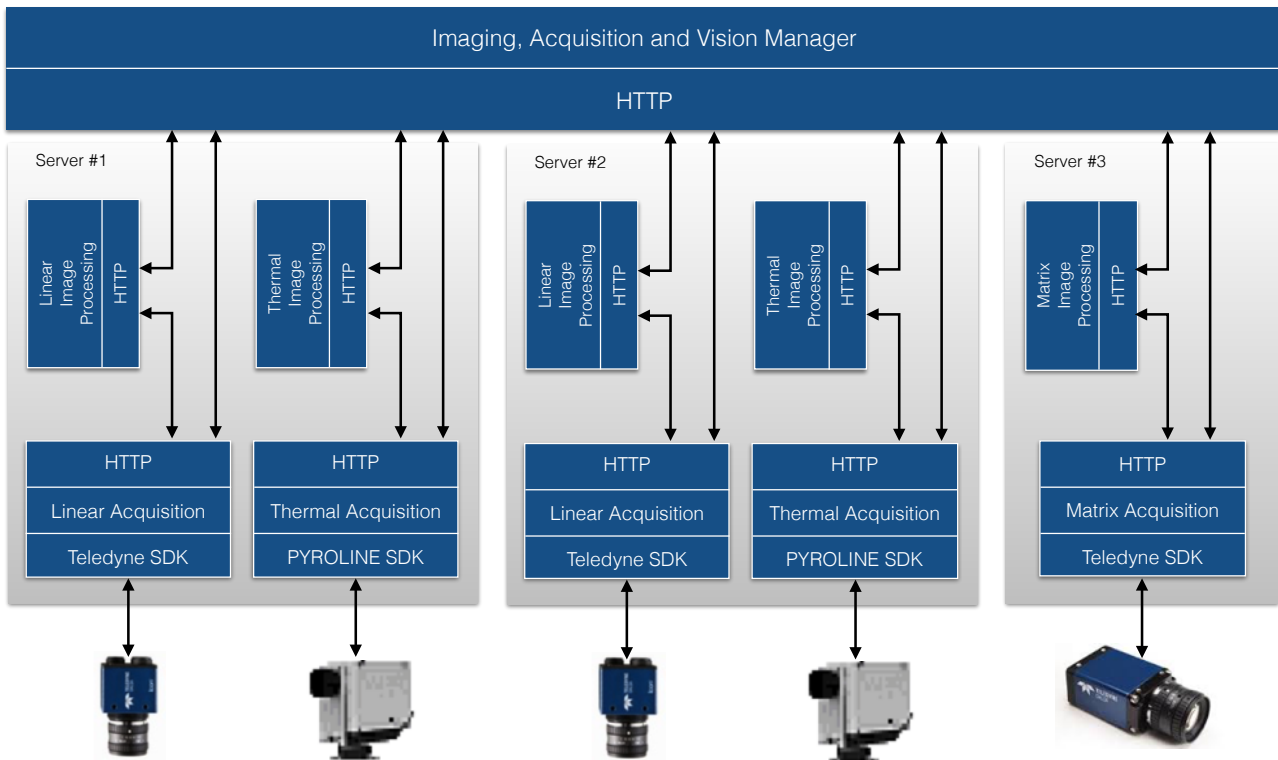 Imaging, Acquisition and Vision Manager
HTTP
Server #1
Server #2
Server #3
Linear
Image
Processing
HTTP
Thermal
Image
Processing
HTTP
Linear
Image
Processing
HTTP
Thermal
Image
Processing
HTTP
Matrix
Image
Processing
HTTP
HTTP
Linear Acquisition
Teledyne SDK
HTTP
Thermal Acquisition
PYROLINE SDK
HTTP
Linear Acquisition
Teledyne SDK
HTTP
Thermal Acquisition
PYROLINE SDK
HTTP
Matrix Acquisition
Teledyne SDK